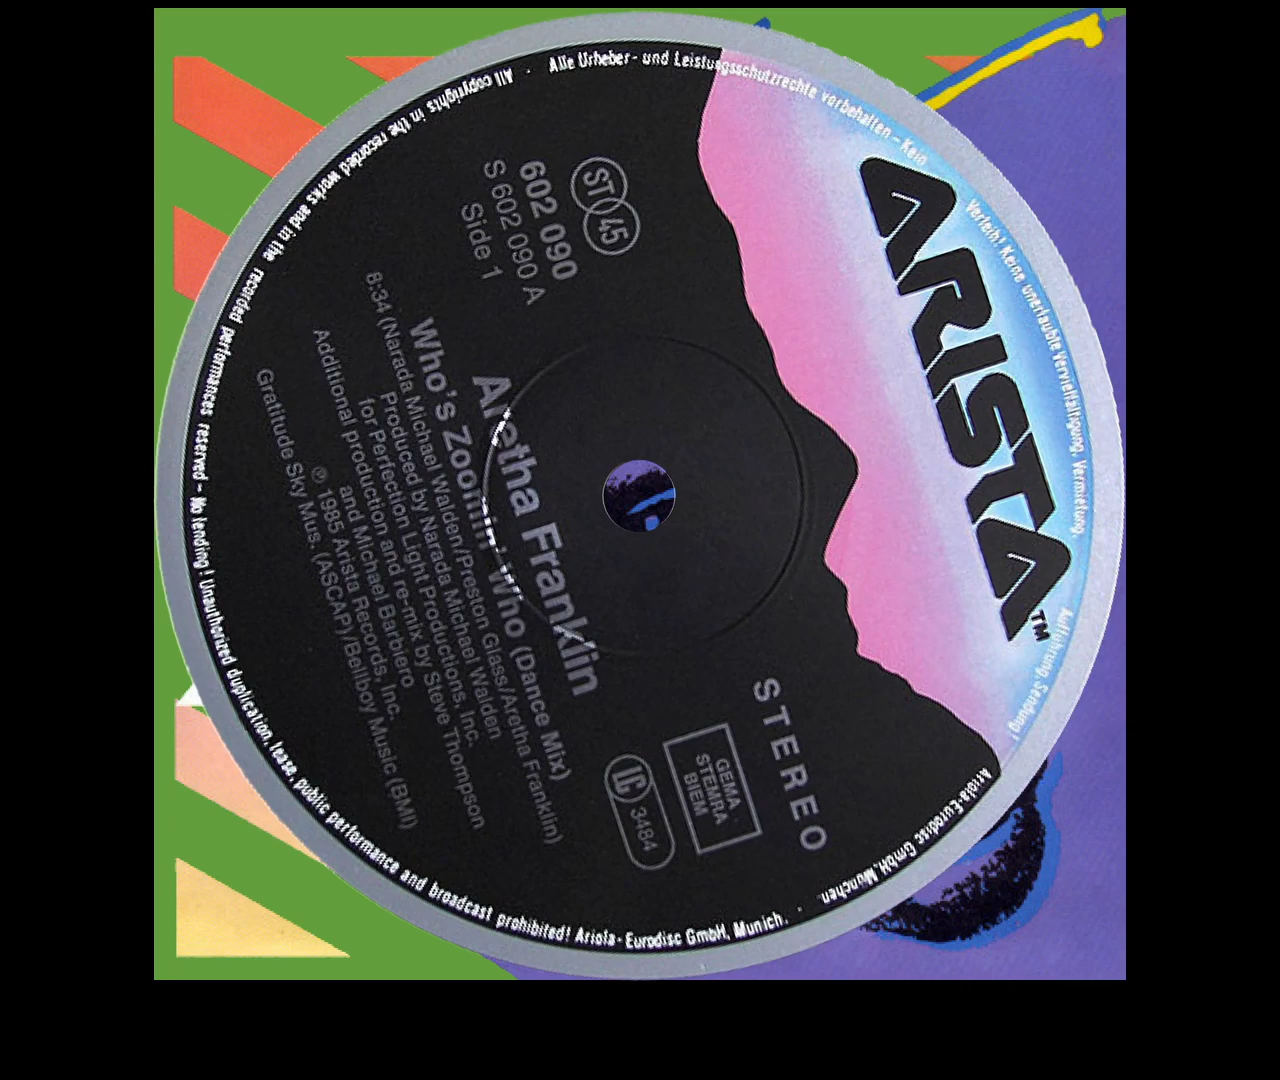 ARISTA™
ST 45
602 090
S 602 090 A
Side 1
STEREO
GEMA
STEMRA
BIEM
LC 3484
Aretha Franklin
Who's Zoomin' Who (Dance Mix)
8:34 (Narada Michael Walden/Preston Glass/Aretha Franklin)
Produced by Narada Michael Walden
for Perfection Light Productions, Inc.
Additional production and re-mix by Steve Thompson
and Michael Barbiero
℗ 1985 Arista Records, Inc.
Gratitude Sky Mus. (ASCAP)/Bellboy Music (BMI)
Alle Urheber- und Leistungsschutzrechte vorbehalten – Kein Verleih! Keine unerlaubte Vervielfältigung, Vermietung, Aufführung, Sendung! Ariola-Eurodisc GmbH, München. ·
All copyrights in the recorded works and in the recorded performances reserved – No lending! Unauthorized duplication, lease, public performance and broadcast prohibited! Ariola-Eurodisc GmbH, Munich. ·